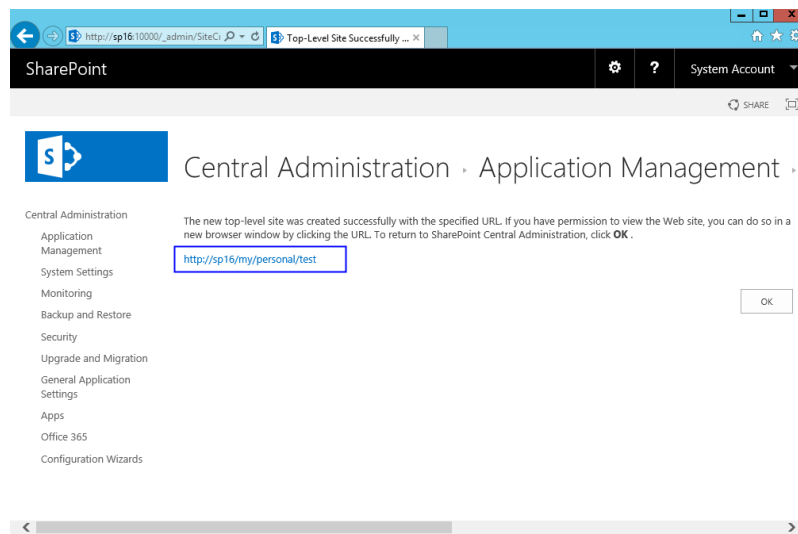 http://sp16:10000/_admin/SiteCr
Top-Level Site Successfully ...
SharePoint
?
System Account
SHARE
S
Central Administration
Application Management
Central Administration
Application
Management
System Settings
Monitoring
Backup and Restore
Security
Upgrade and Migration
General Application
Settings
Apps
Office 365
Configuration Wizards
The new top-level site was created successfully with the specified URL. If you have permission to view the Web site, you can do so in a
new browser window by clicking the URL. To return to SharePoint Central Administration, click OK .
http://sp16/my/personal/test
OK